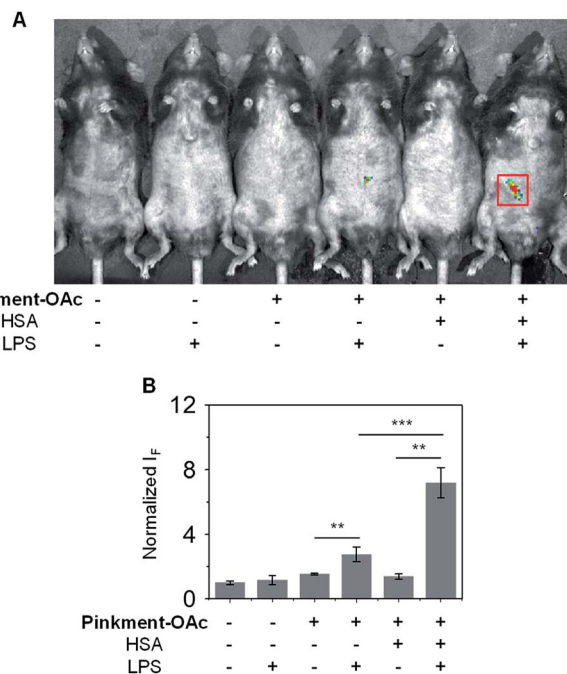 A
ment-OAc - - + + + +
HSA - - - - + +
LPS - + - + - +
B
12
8
4
0
Normalized IF
**
***
**
Pinkment-OAc - - + + + +
HSA - - - - + +
LPS - + - + - +